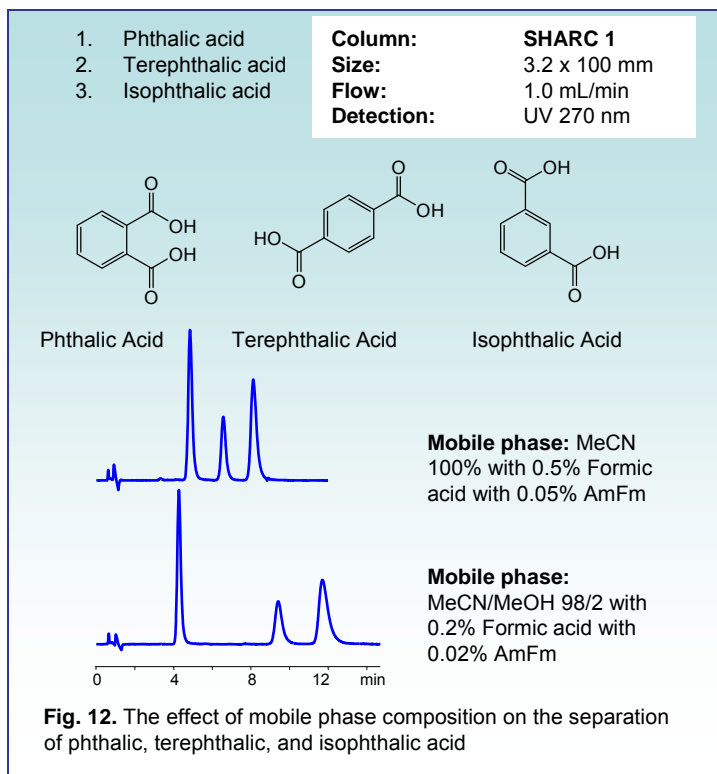 1. Phthalic acid
2. Terephthalic acid
3. Isophthalic acid
Column: SHARC 1
Size: 3.2 x 100 mm
Flow: 1.0 mL/min
Detection: UV 270 nm
O
OH
OH
O
O
OH
HO
O
O
OH
OH
O
Phthalic Acid
Terephthalic Acid
Isophthalic Acid
Mobile phase: MeCN
100% with 0.5% Formic
acid with 0.05% AmFm
Mobile phase:
MeCN/MeOH 98/2 with
0.2% Formic acid with
0.02% AmFm
0 4 8 12 min
Fig. 12. The effect of mobile phase composition on the separation
of phthalic, terephthalic, and isophthalic acid